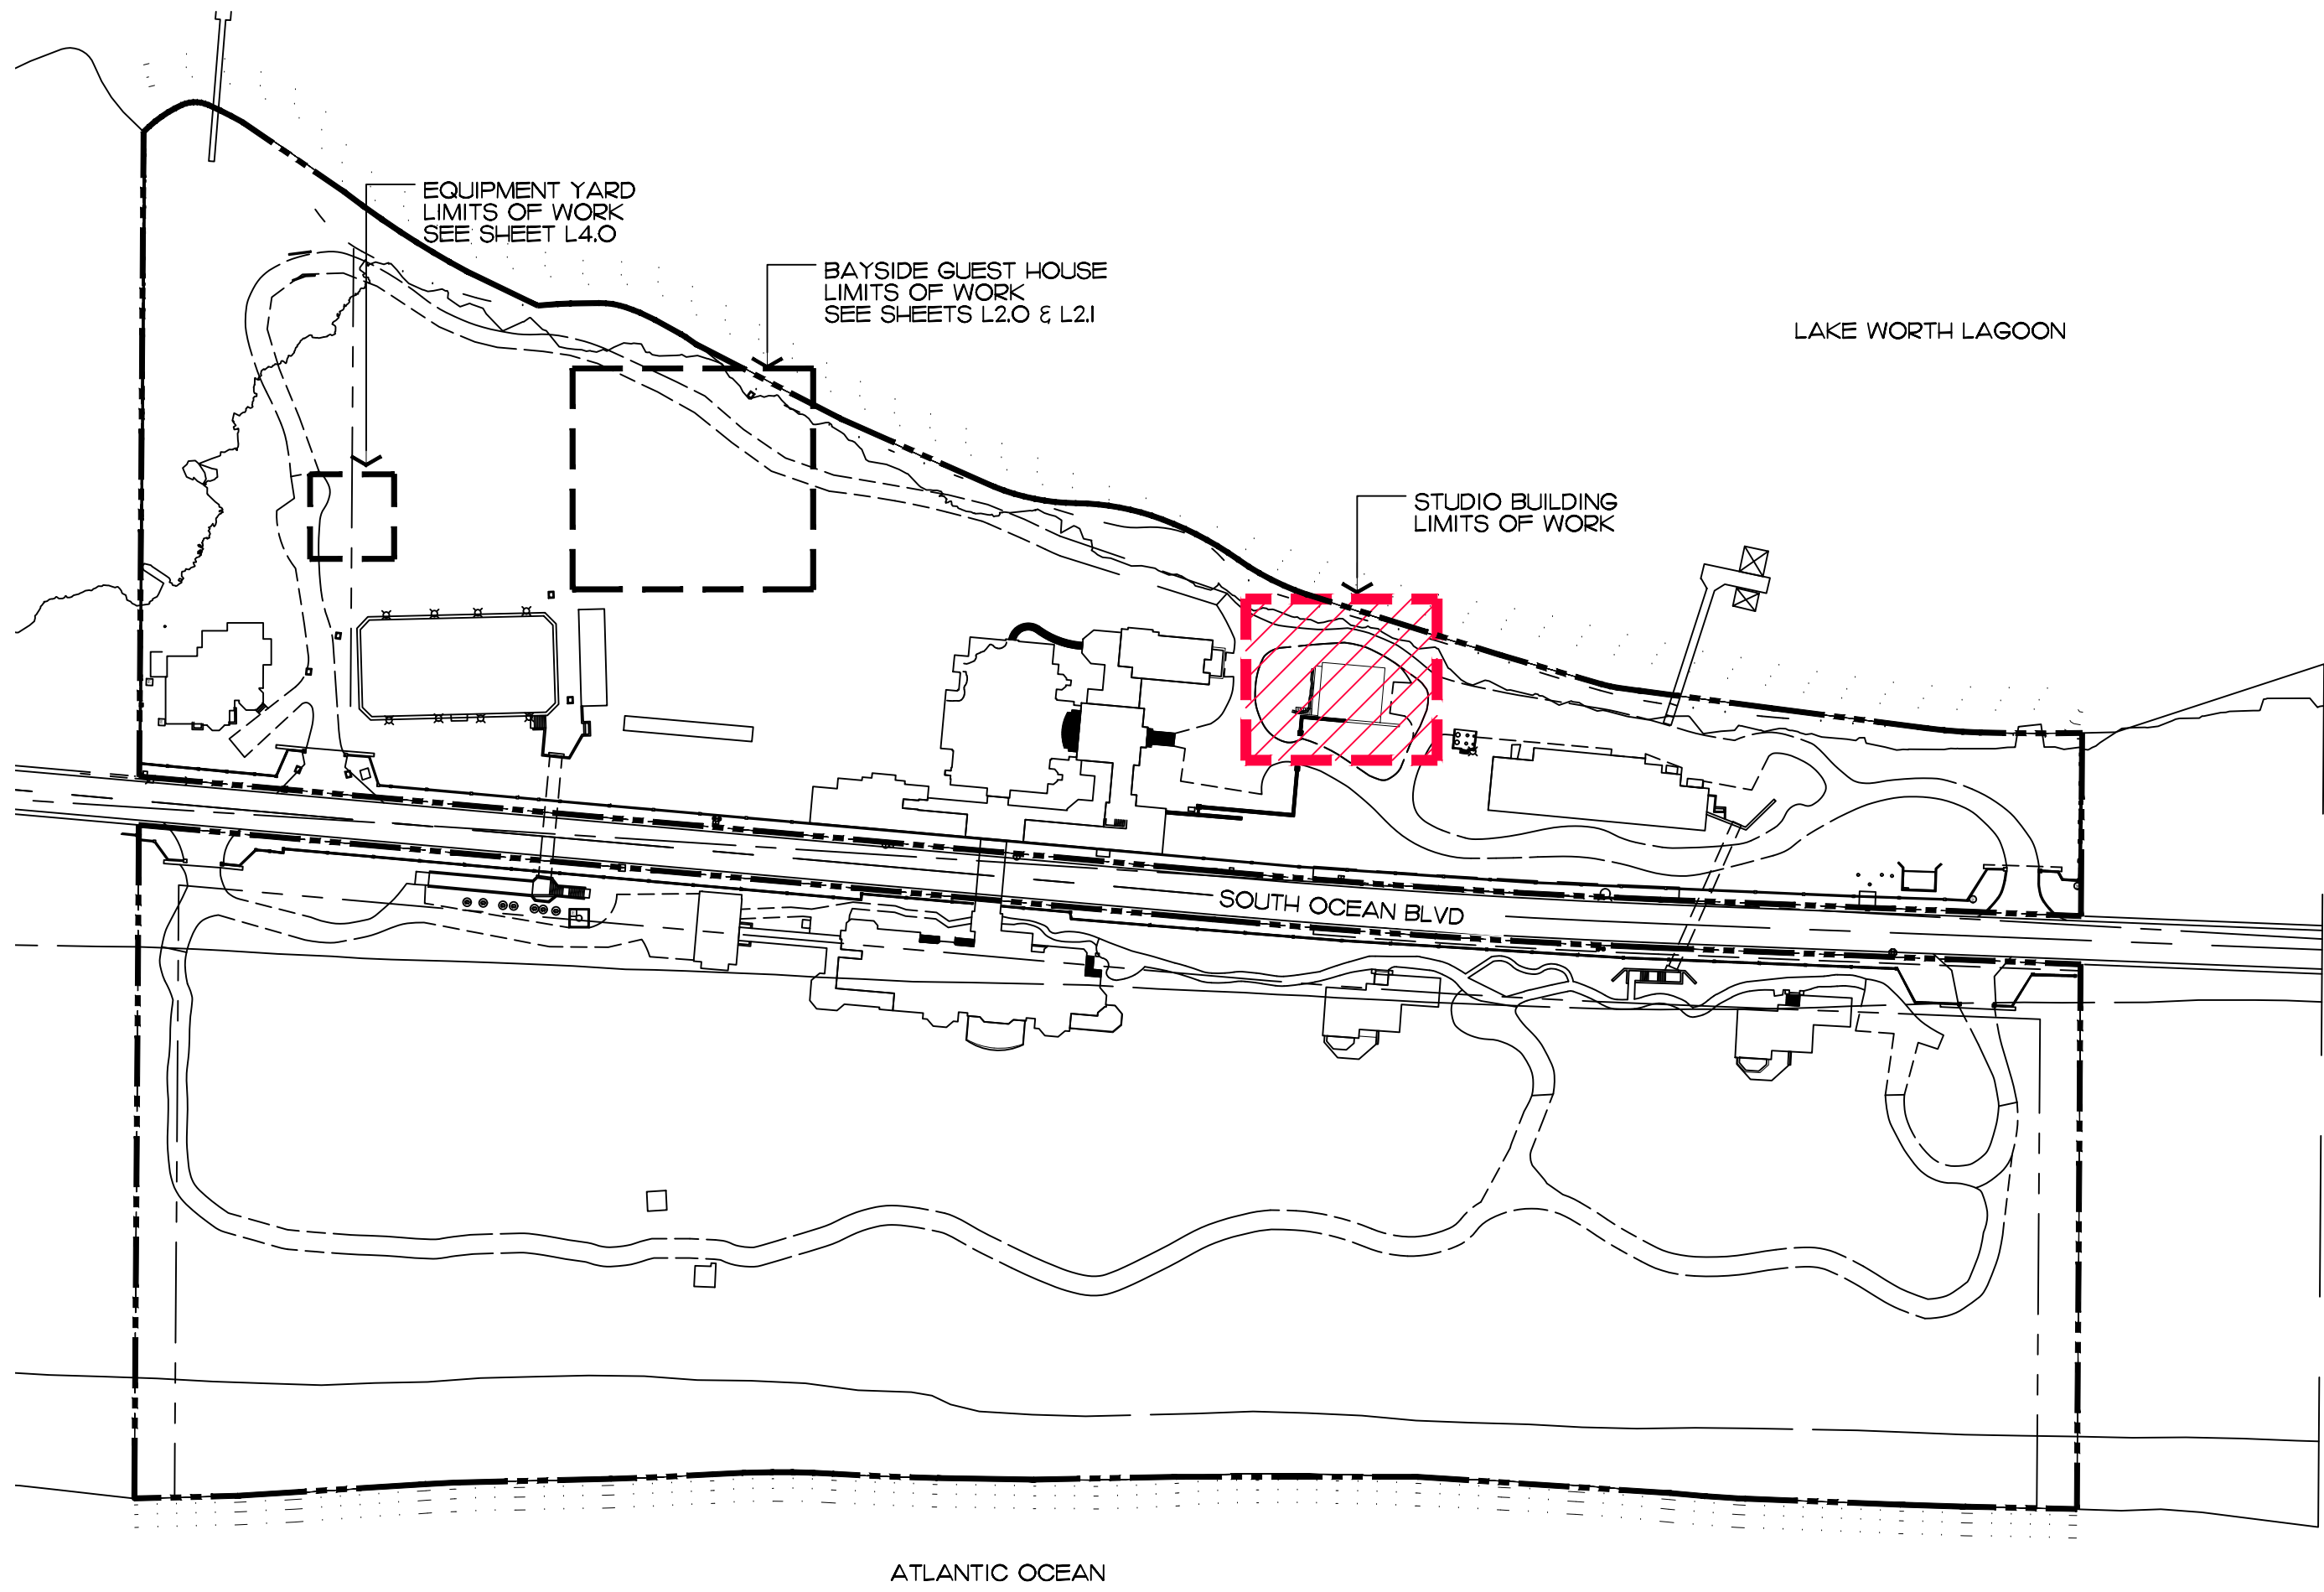 EQUIPMENT YARD
LIMITS OF WORK
SEE SHEET L4.0
BAYSIDE GUEST HOUSE
LIMITS OF WORK
SEE SHEETS L2.0 & L2.1
LAKE WORTH LAGOON
STUDIO BUILDING
LIMITS OF WORK
SOUTH OCEAN BLVD
ATLANTIC OCEAN